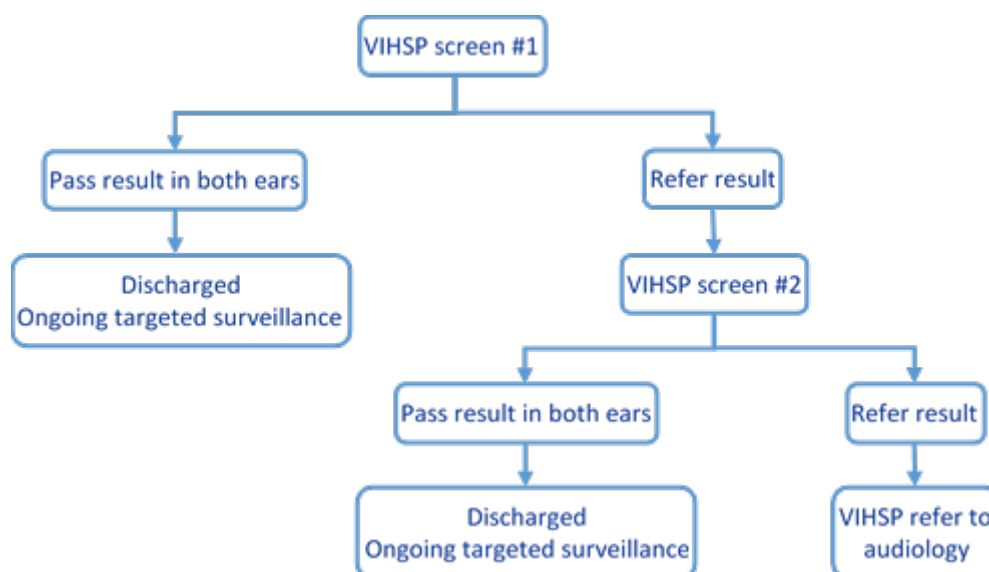 VIHSP screen #1
Pass result in both ears
Refer result
Discharged
Ongoing targeted surveillance
VIHSP screen #2
Pass result in both ears
Refer result
Discharged
Ongoing targeted surveillance
VIHSP refer to
audiology